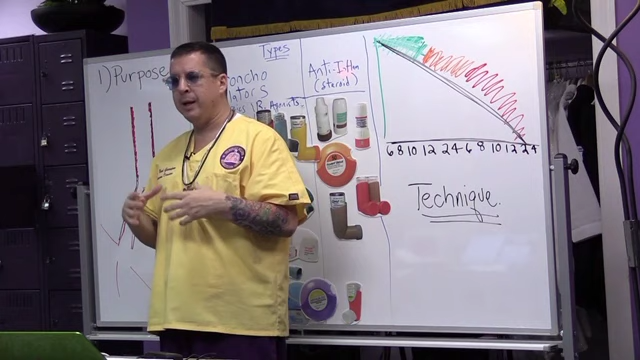 1) Purpose
Types
Broncho
lators
B. Agonists.
Anti-Inflam
(steroid)
6 8 10 12 2 4 6 8 10 12 2 4
Technique.